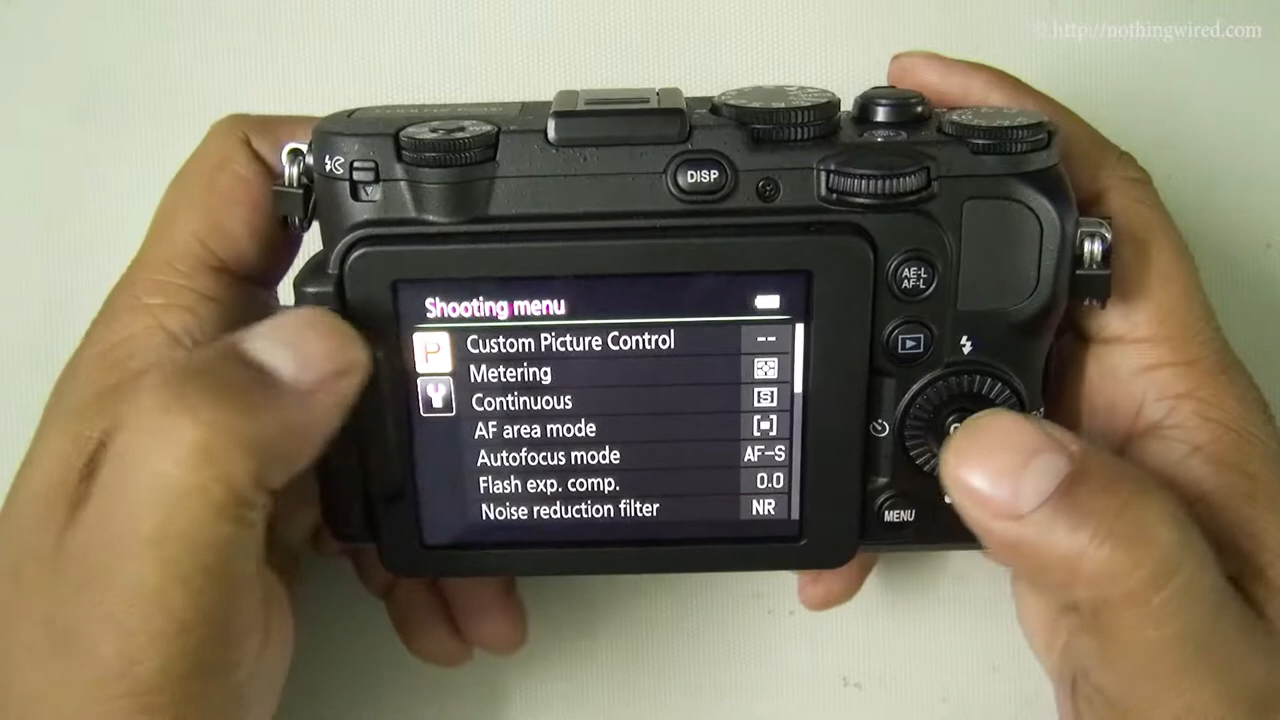 © http://nothingwired.com
DISP
AE-L
AF-L
Shooting menu
P
Custom Picture Control --
Metering
Continuous S
AF area mode
Autofocus mode AF-S
Flash exp. comp. 0.0
Noise reduction filter NR
MENU